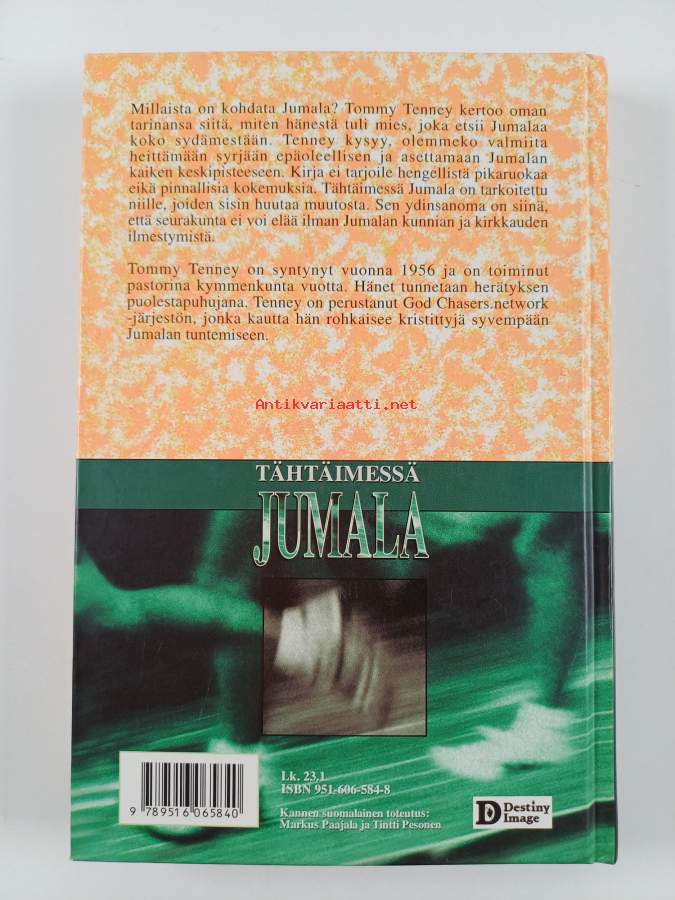 Millaista on kohdata Jumala? Tommy Tenney kertoo oman
tarinansa siitä, miten hänestä tuli mies, joka etsii Jumalaa
koko sydämestään. Tenney kysyy, olemmeko valmiita
heittämään syrjään epäoleellisen ja asettamaan Jumalan
kaiken keskipisteeseen. Kirja ei tarjoile hengellistä pikaruokaa
eikä pinnallisia kokemuksia. Tähtäimessä Jumala on tarkoitettu
niille, joiden sisin huutaa muutosta. Sen ydinsanoma on siinä,
että seurakunta ei voi elää ilman Jumalan kunnian ja kirkkauden
ilmestymistä.
Tommy Tenney on syntynyt vuonna 1956 ja on toiminut
pastorina kymmenkunta vuotta. Hänet tunnetaan herätyksen
puolestapuhujana. Tenney on perustanut God Chasers.network
-järjestön, jonka kautta hän rohkaisee kristittyjä syvempään
Jumalan tuntemiseen.
Antikvariaatti.net
TÄHTÄIMESSÄ
JUMALA
Lk. 23,1
ISBN 951-606-584-8
Kannen suomalainen toteutus:
Markus Paajala ja Tintti Pesonen
9 789516 065840
D Destiny
Image